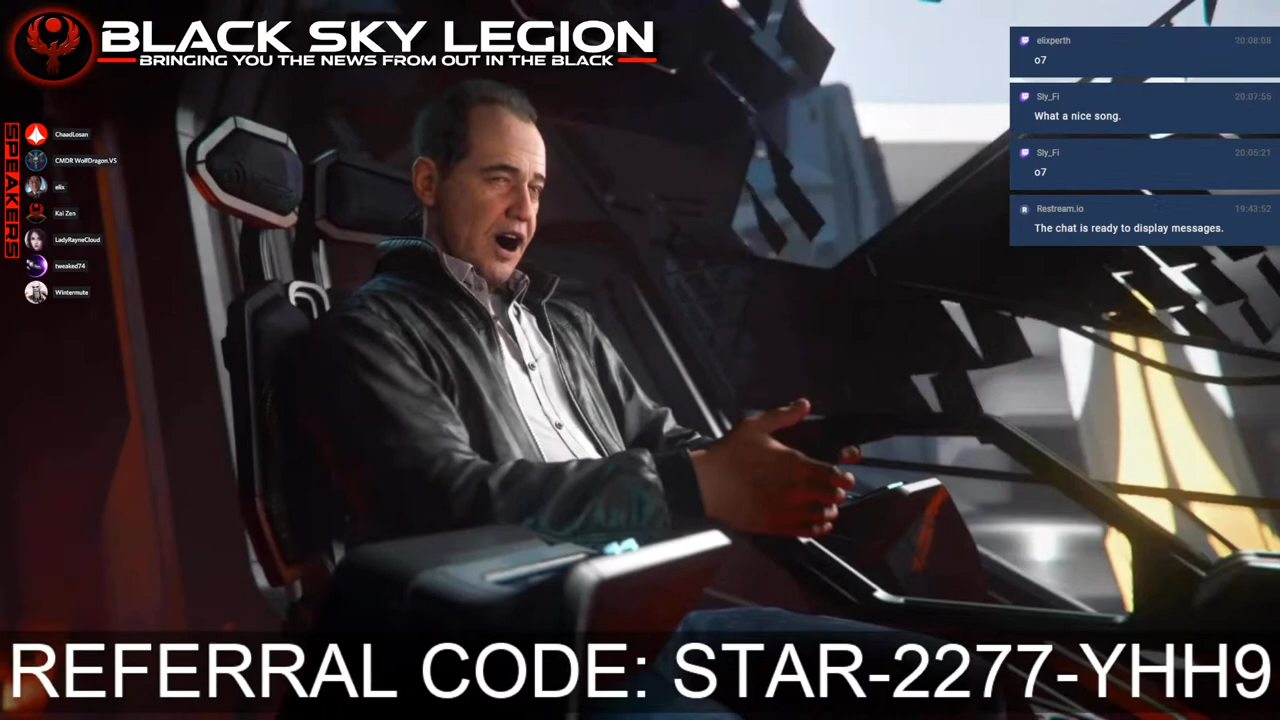 BLACK SKY LEGION
BRINGING YOU THE NEWS FROM OUT IN THE BLACK
SPEAKERS
ChaadLosan
CMDR WolfDragon.VS
elix
Kai Zen
LadyRayneCloud
tweaked74
Wintermute
elixperth 20:08:08
o7
Sly_Fi 20:07:55
What a nice song.
Sly_Fi 20:05:21
o7
Restream.io 19:43:52
The chat is ready to display messages.
REFERRAL CODE: STAR-2277-YHH9